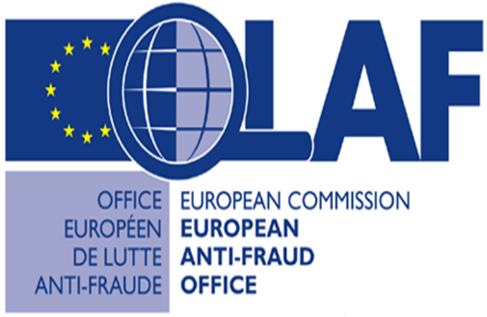 OLAF
OFFICE
EUROPÉEN
DE LUTTE
ANTI-FRAUDE
EUROPEAN COMMISSION
EUROPEAN
ANTI-FRAUD
OFFICE